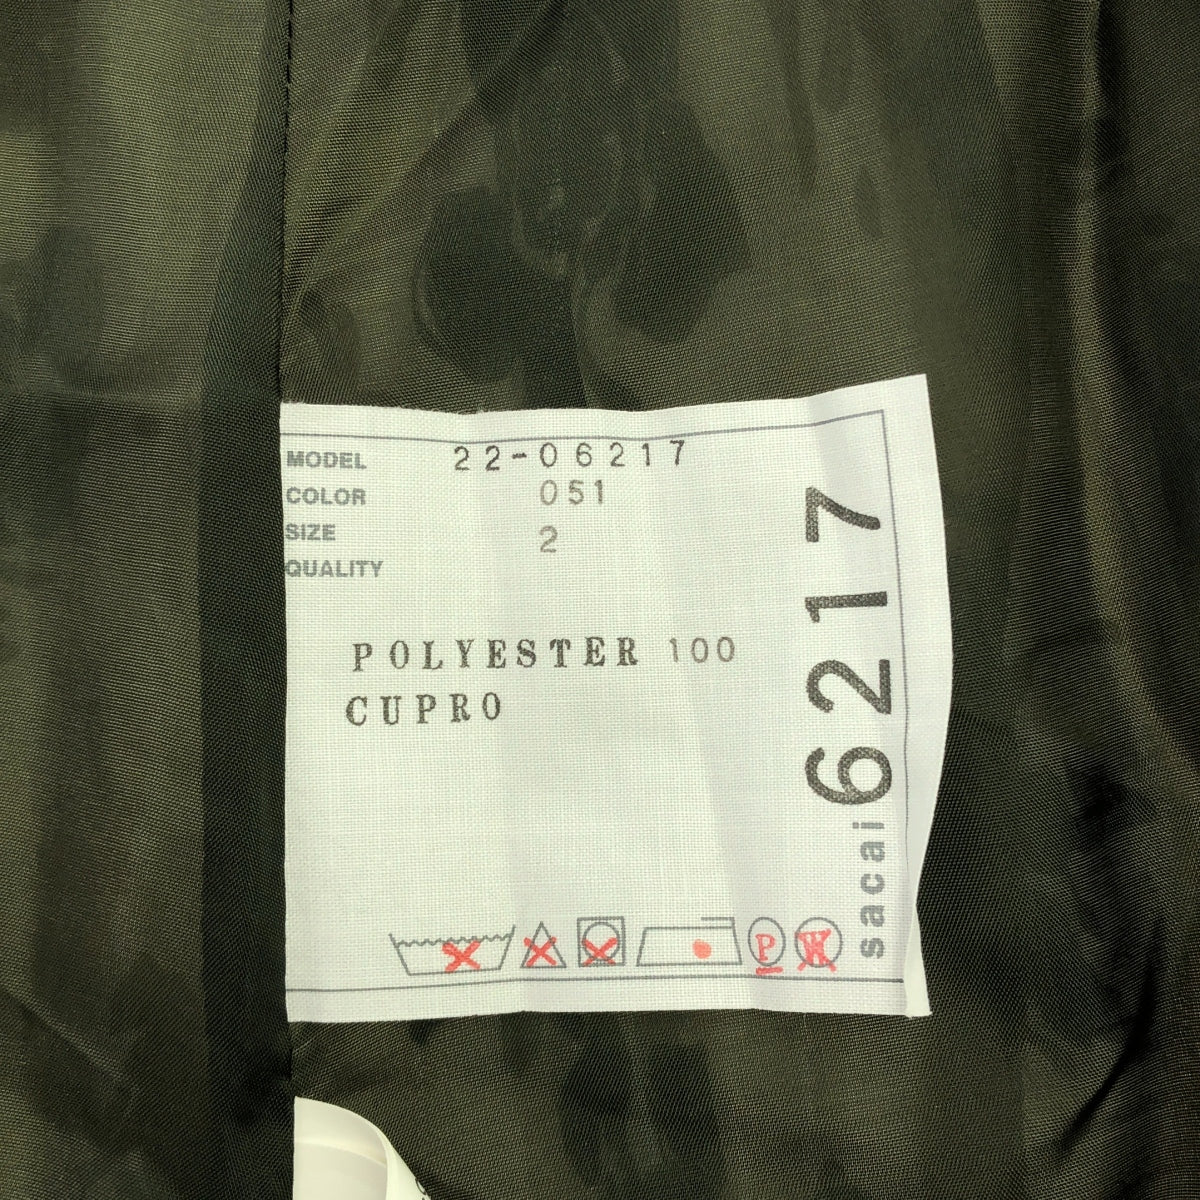 MODEL 22-06217
COLOR 051
SIZE 2
QUALITY
POLYESTER 100
CUPRO
P W
sacai 6217